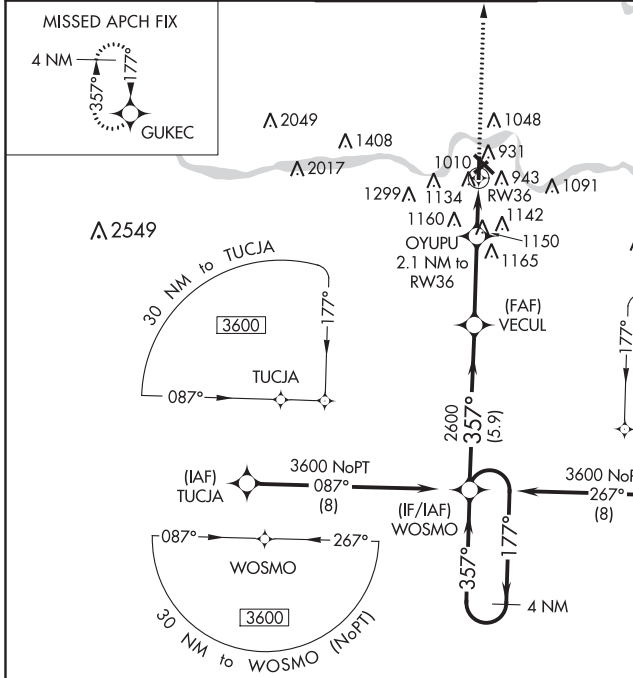 MISSED APCH FIX
4 NM
357°
177°
GUKEC
2049
1408
2017
1048
931
1010
943
RW36
1134
1299
1091
1160
1142
1150
1165
OYUPU
2.1 NM to
RW36
2549
30 NM to TUCJA
3600
177°
TUCJA
087°
(FAF)
VECUL
177°
2600
357°
(5.9)
(IAF)
TUCJA
3600 NoPT
087°
(8)
(IF/IAF)
WOSMO
3600 NoP
267°
(8)
087°
267°
WOSMO
3600
30 NM to WOSMO (NoPT)
357°
177°
4 NM